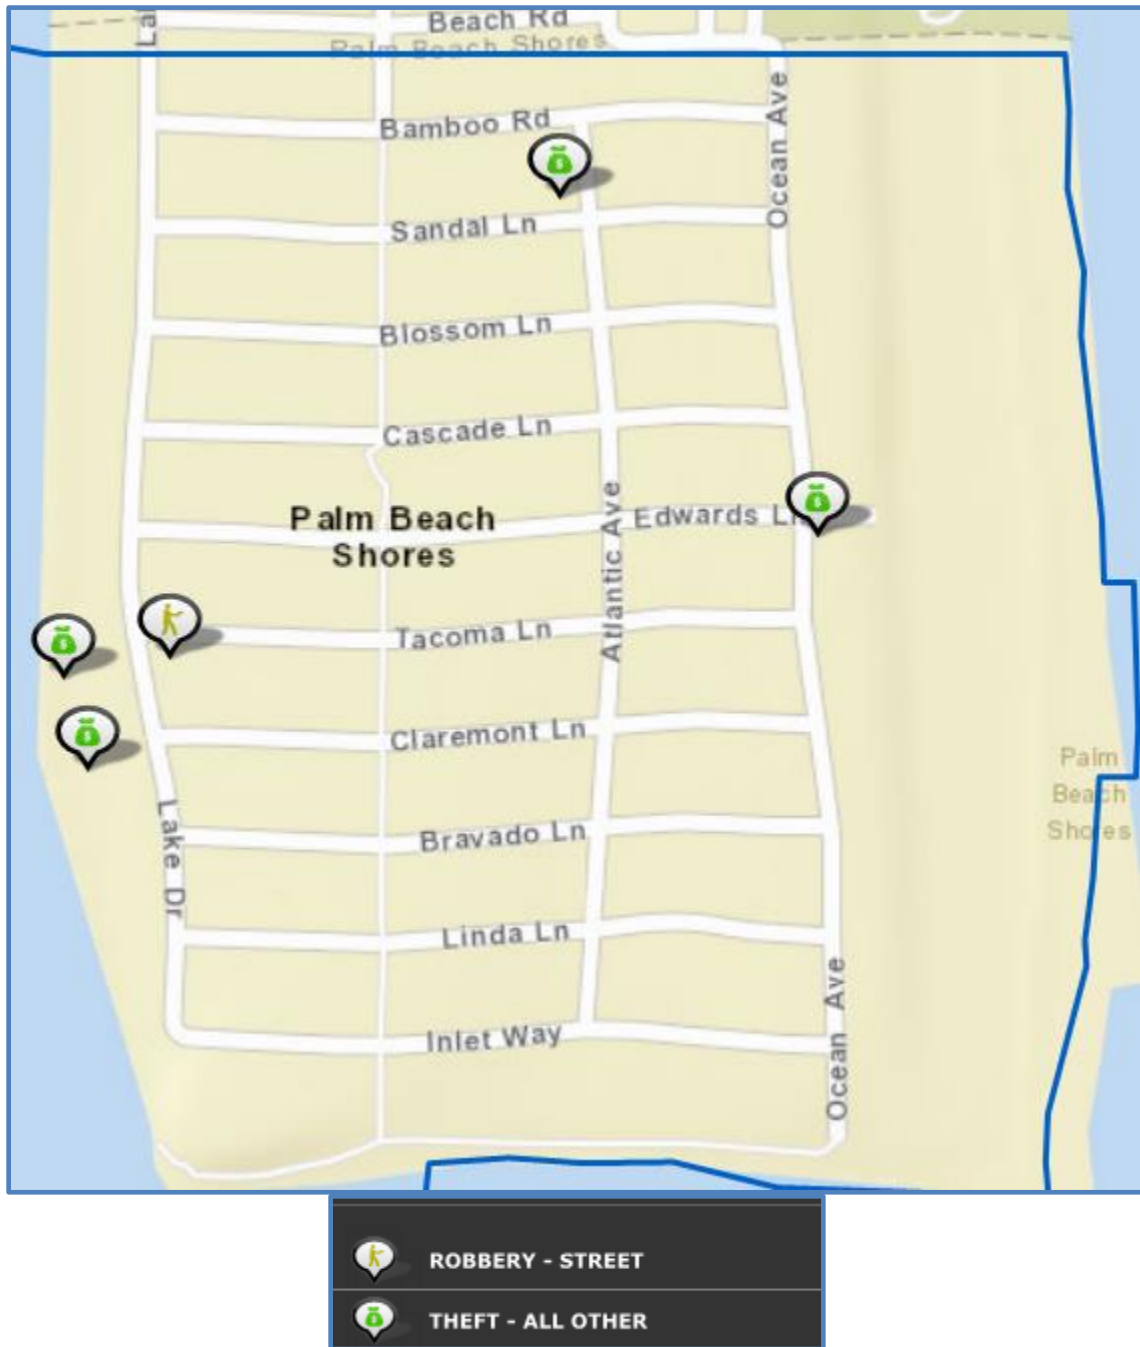 Beach Rd
Palm Beach Shores
Bamboo Rd
Ocean Ave
Sandal Ln
Blossom Ln
Cascade Ln
Palm Beach
Shores
Edwards
Atlantic Ave
Tacoma Ln
Claremont Ln
Palm
Beach
Shores
Lake Dr
Bravado Ln
Linda Ln
Inlet Way
Ocean Ave
ROBBERY - STREET
THEFT - ALL OTHER